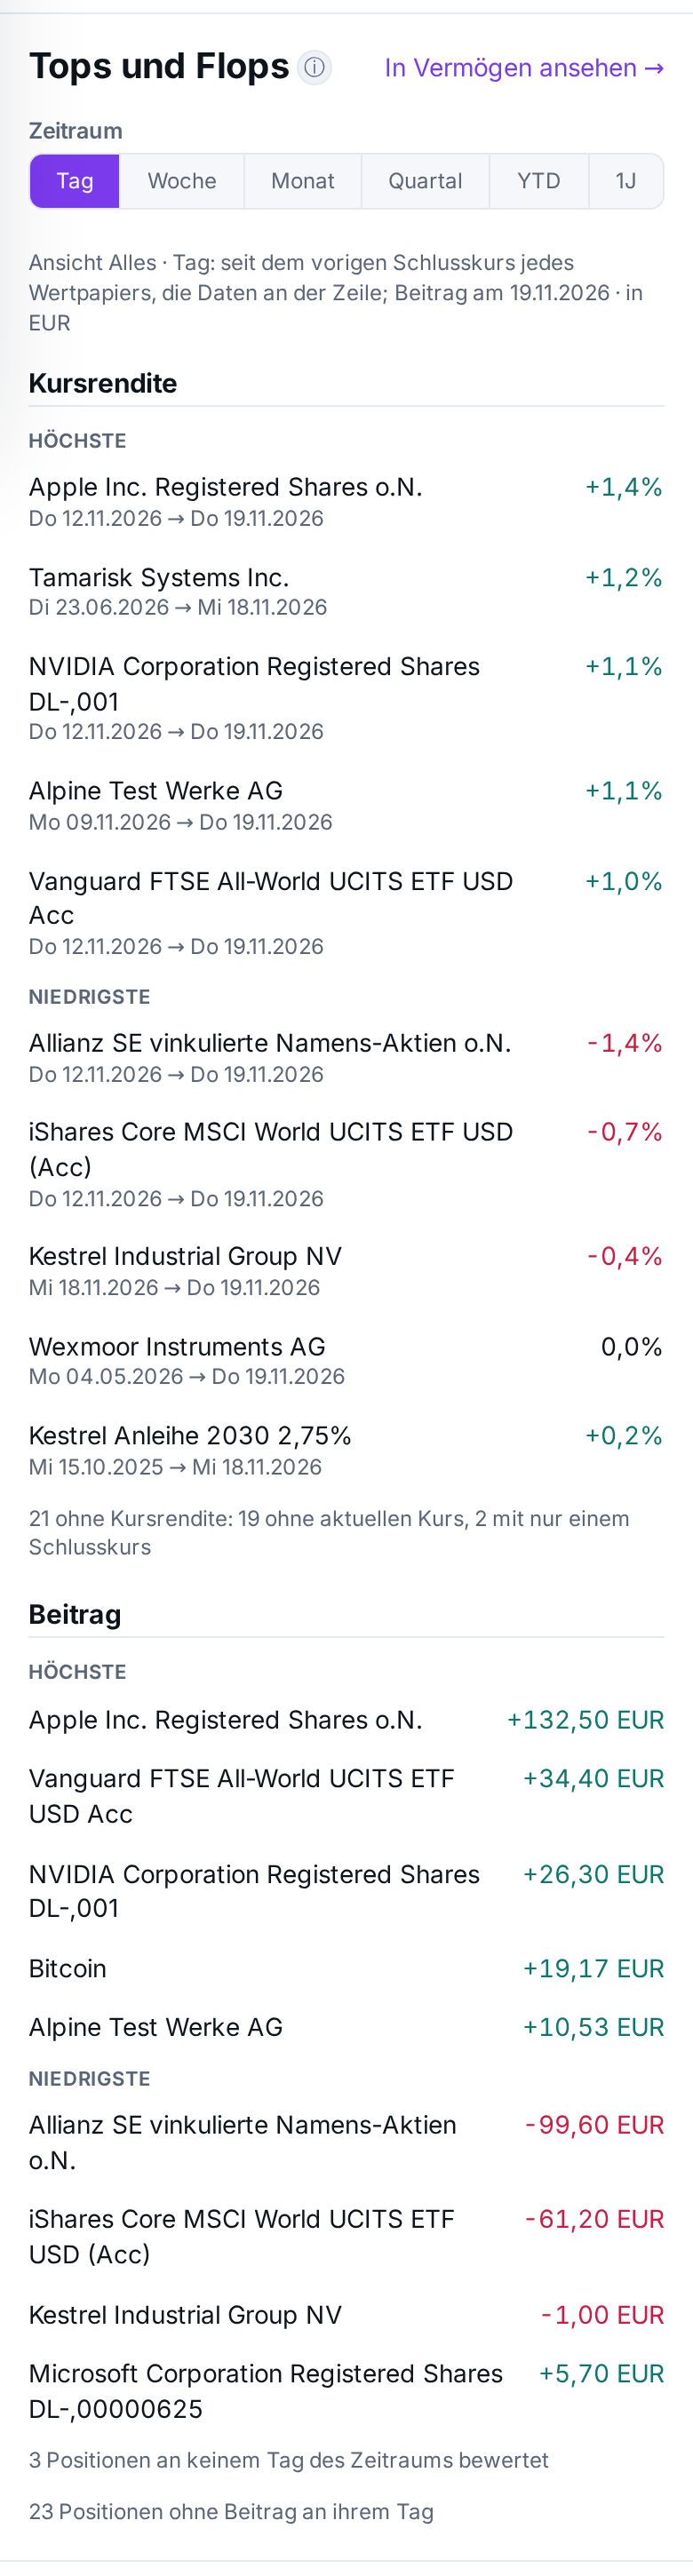 Tops und Flops ⓘ In Vermögen ansehen →
Zeitraum
Tag Woche Monat Quartal YTD 1J
Ansicht Alles · Tag: seit dem vorigen Schlusskurs jedes
Wertpapiers, die Daten an der Zeile; Beitrag am 19.11.2026 · in
EUR
Kursrendite
HÖCHSTE
Apple Inc. Registered Shares o.N. +1,4%
Do 12.11.2026 → Do 19.11.2026
Tamarisk Systems Inc. +1,2%
Di 23.06.2026 → Mi 18.11.2026
NVIDIA Corporation Registered Shares +1,1%
DL-,001
Do 12.11.2026 → Do 19.11.2026
Alpine Test Werke AG +1,1%
Mo 09.11.2026 → Do 19.11.2026
Vanguard FTSE All-World UCITS ETF USD +1,0%
Acc
Do 12.11.2026 → Do 19.11.2026
NIEDRIGSTE
Allianz SE vinkulierte Namens-Aktien o.N. -1,4%
Do 12.11.2026 → Do 19.11.2026
iShares Core MSCI World UCITS ETF USD -0,7%
(Acc)
Do 12.11.2026 → Do 19.11.2026
Kestrel Industrial Group NV -0,4%
Mi 18.11.2026 → Do 19.11.2026
Wexmoor Instruments AG 0,0%
Mo 04.05.2026 → Do 19.11.2026
Kestrel Anleihe 2030 2,75% +0,2%
Mi 15.10.2025 → Mi 18.11.2026
21 ohne Kursrendite: 19 ohne aktuellen Kurs, 2 mit nur einem
Schlusskurs
Beitrag
HÖCHSTE
Apple Inc. Registered Shares o.N. +132,50 EUR
Vanguard FTSE All-World UCITS ETF +34,40 EUR
USD Acc
NVIDIA Corporation Registered Shares +26,30 EUR
DL-,001
Bitcoin +19,17 EUR
Alpine Test Werke AG +10,53 EUR
NIEDRIGSTE
Allianz SE vinkulierte Namens-Aktien -99,60 EUR
o.N.
iShares Core MSCI World UCITS ETF -61,20 EUR
USD (Acc)
Kestrel Industrial Group NV -1,00 EUR
Microsoft Corporation Registered Shares +5,70 EUR
DL-,00000625
3 Positionen an keinem Tag des Zeitraums bewertet
23 Positionen ohne Beitrag an ihrem Tag